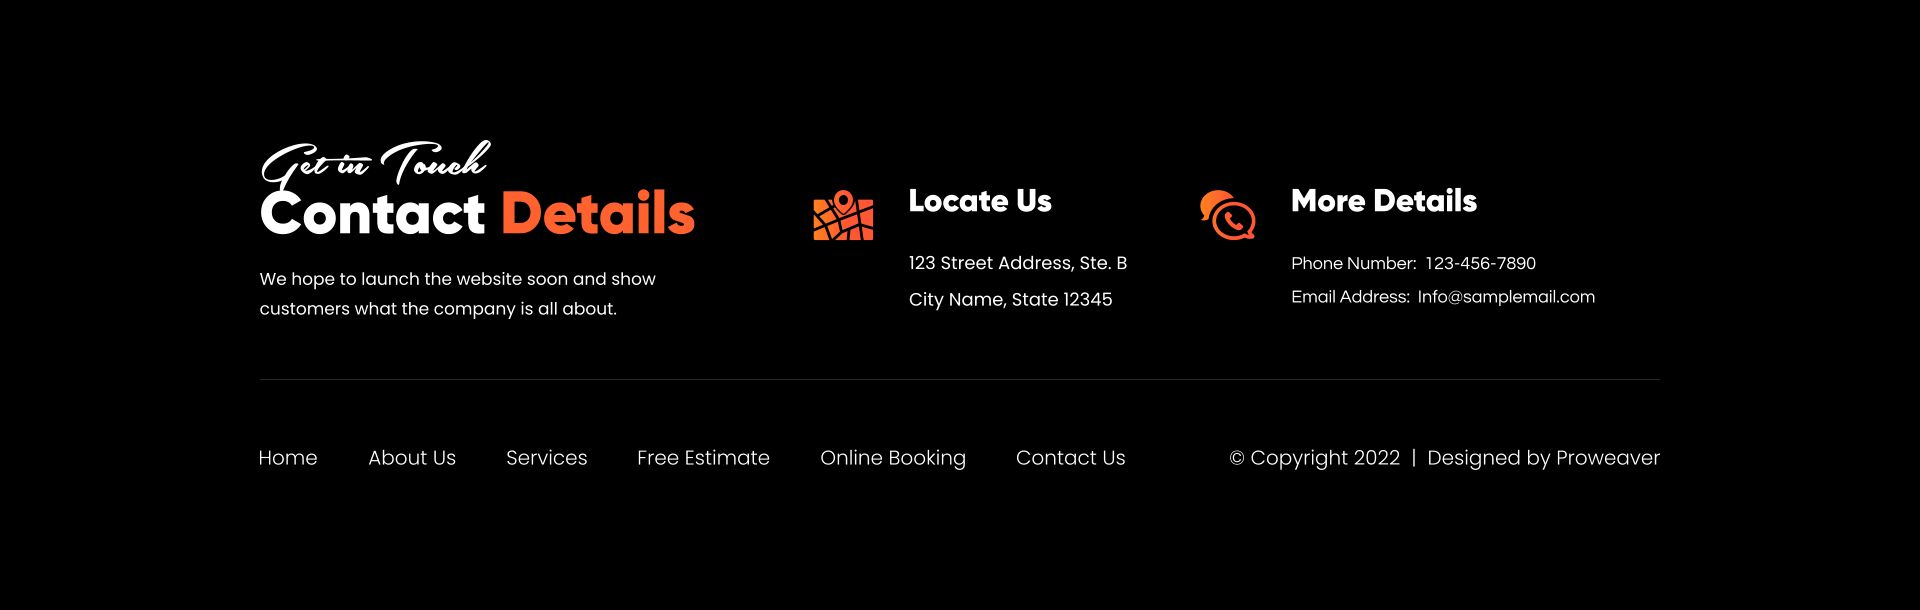 Get in Touch
Contact Details
We hope to launch the website soon and show
customers what the company is all about.
Locate Us
123 Street Address, Ste. B
City Name, State 12345
More Details
Phone Number: 123-456-7890
Email Address: Info@samplemail.com
Home About Us Services Free Estimate Online Booking Contact Us
© Copyright 2022 | Designed by Proweaver